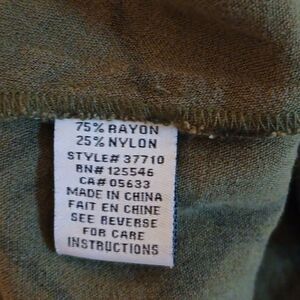 75% RAYON
25% NYLON
STYLE# 37710
BN# 125546
CA# 05633
MADE IN CHINA
FAIT EN CHINE
SEE REVERSE
FOR CARE
INSTRUCTIONS